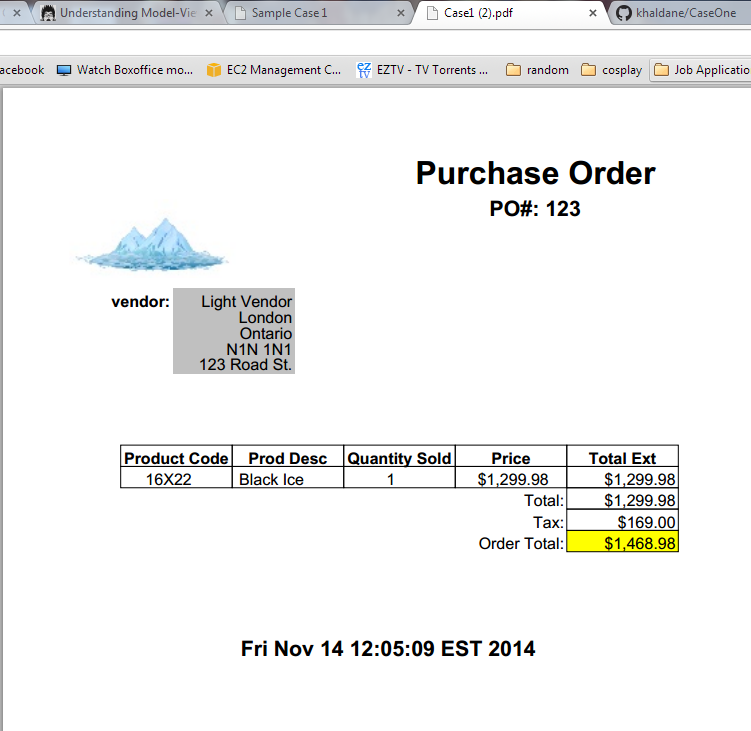 Understanding Model-Vie
Sample Case 1
Case1 (2).pdf
khaldane/CaseOne
acebook
Watch Boxoffice mo...
EC2 Management C...
EZTV - TV Torrents ...
random
cosplay
Job Applicatio
Purchase Order
PO#: 123
vendor: Light Vendor
London
Ontario
N1N 1N1
123 Road St.
Product Code Prod Desc Quantity Sold Price Total Ext
16X22 Black Ice 1 $1,299.98 $1,299.98
Total: $1,299.98
Tax: $169.00
Order Total: $1,468.98
Fri Nov 14 12:05:09 EST 2014